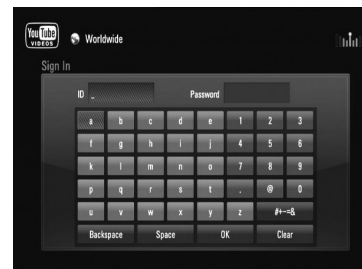 You Tube
VIDEOS
Worldwide
Sign In
ID _ Password
a b c d e 1 2 3
f g h i j 4 5 6
k l m n o 7 8 9
p q r s t . @ 0
u v w x y z #+-=&
Backspace Space OK Clear